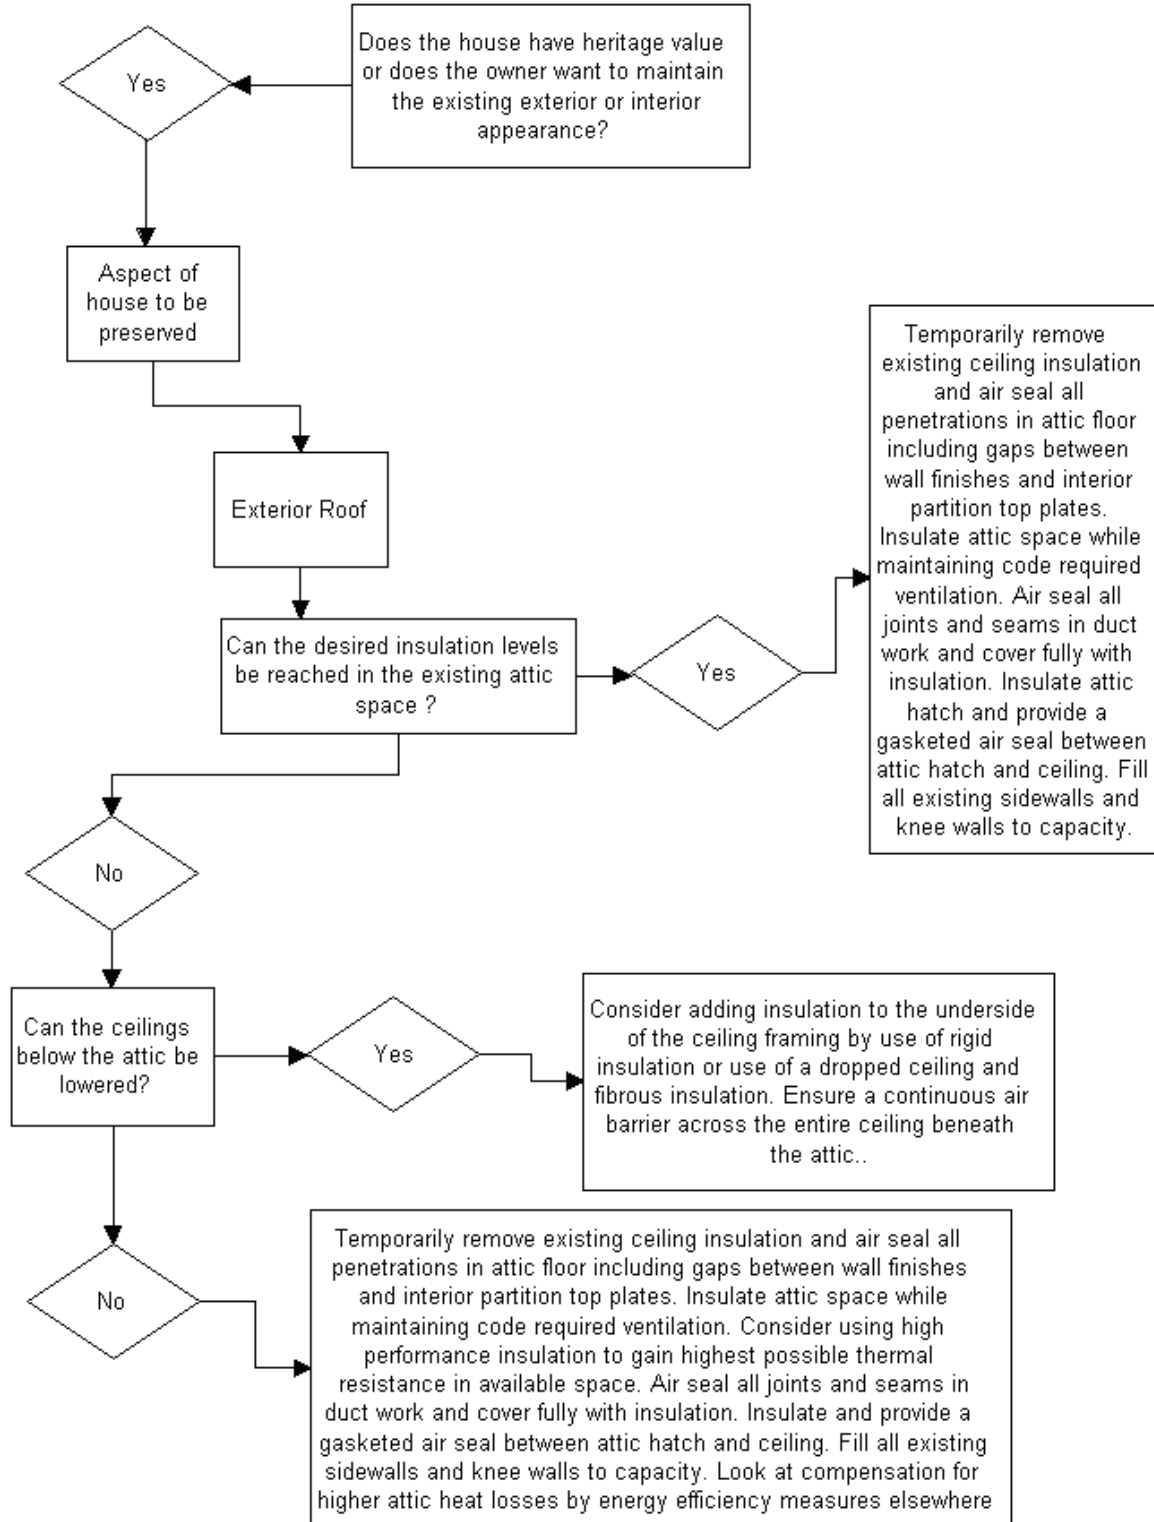 Does the house have heritage value
or does the owner want to maintain
the existing exterior or interior
appearance?
Yes
Aspect of
house to be
preserved
Exterior Roof
Can the desired insulation levels
be reached in the existing attic
space ?
Yes
Temporarily remove
existing ceiling insulation
and air seal all
penetrations in attic floor
including gaps between
wall finishes and interior
partition top plates.
Insulate attic space while
maintaining code required
ventilation. Air seal all
joints and seams in duct
work and cover fully with
insulation. Insulate attic
hatch and provide a
gasketed air seal between
attic hatch and ceiling. Fill
all existing sidewalls and
knee walls to capacity.
No
Can the ceilings
below the attic be
lowered?
Yes
Consider adding insulation to the underside
of the ceiling framing by use of rigid
insulation or use of a dropped ceiling and
fibrous insulation. Ensure a continuous air
barrier across the entire ceiling beneath
the attic..
No
Temporarily remove existing ceiling insulation and air seal all
penetrations in attic floor including gaps between wall finishes
and interior partition top plates. Insulate attic space while
maintaining code required ventilation. Consider using high
performance insulation to gain highest possible thermal
resistance in available space. Air seal all joints and seams in
duct work and cover fully with insulation. Insulate and provide a
gasketed air seal between attic hatch and ceiling. Fill all existing
sidewalls and knee walls to capacity. Look at compensation for
higher attic heat losses by energy efficiency measures elsewhere